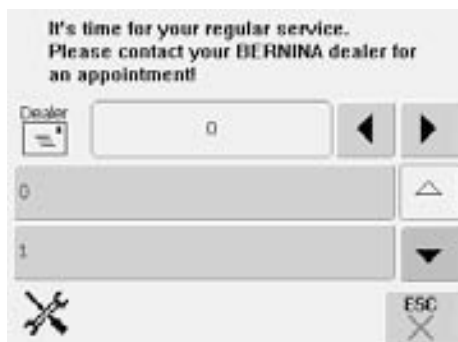 It's time for your regular service.
Please contact your BERNINA dealer for
an appointment!
Dealer
0
0
1
ESC